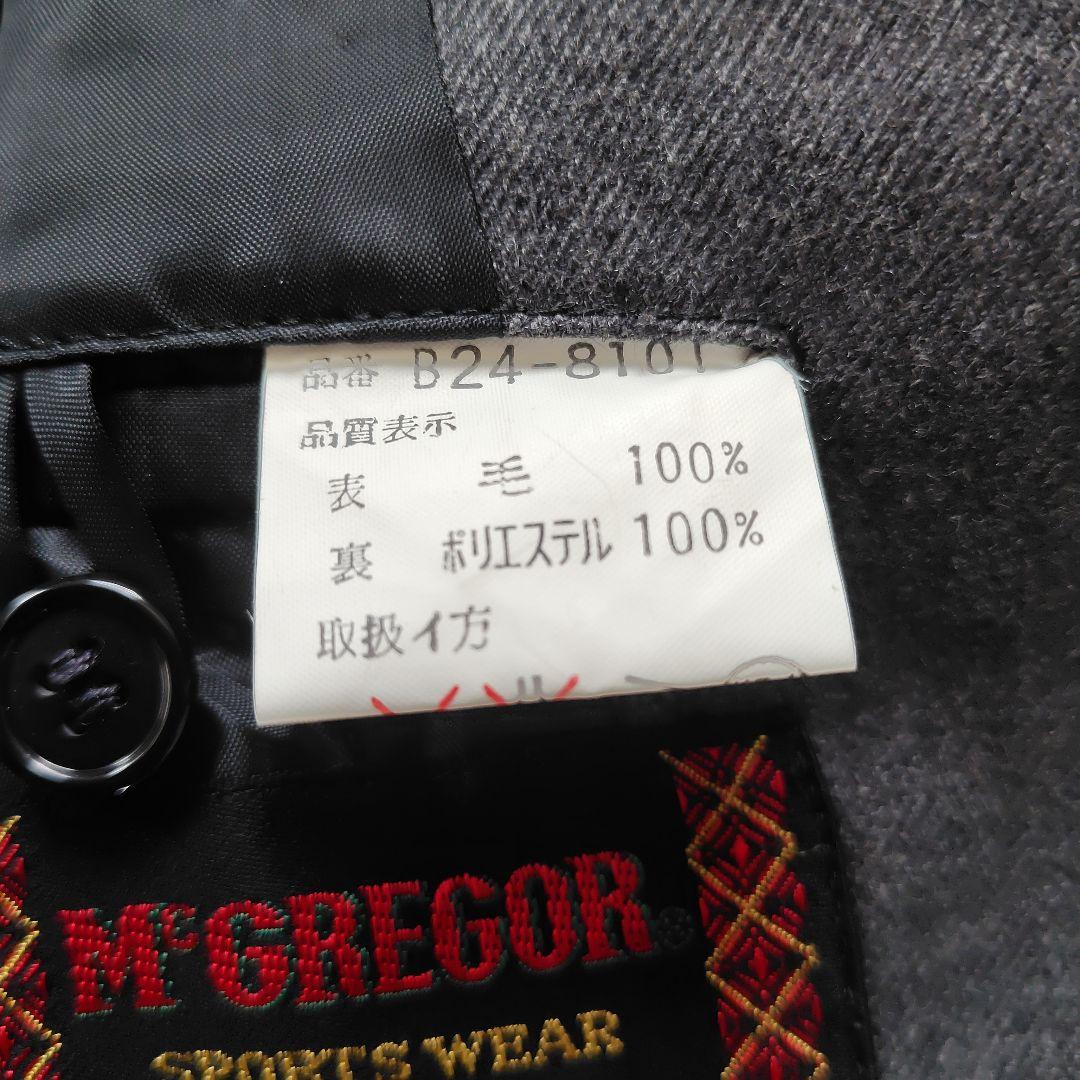 品番 B24-8101
品質表示
表 毛 100%
裏 ポリエステル 100%
取扱イ方
McGREGOR®
SPORTS WEAR